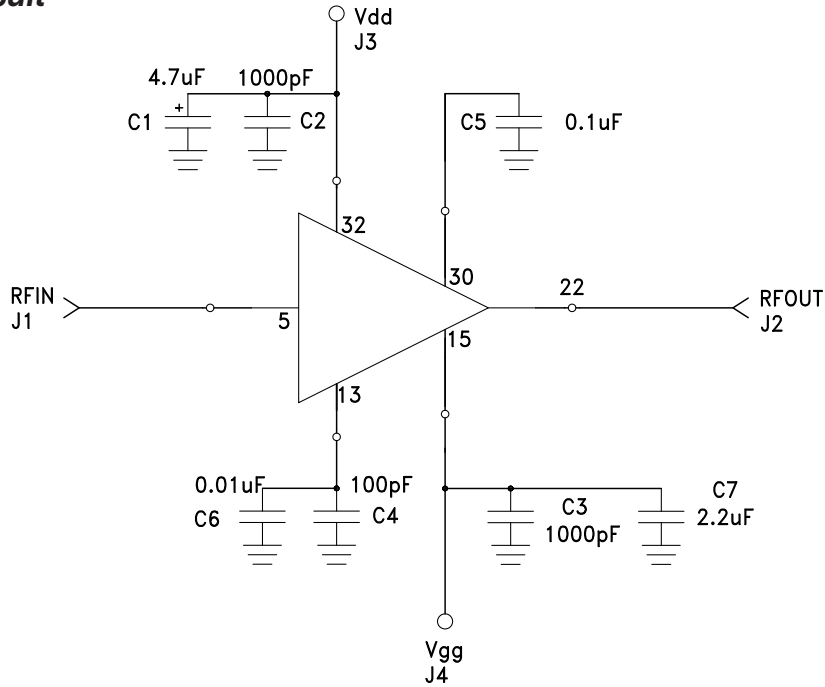 Vdd
J3
4.7uF 1000pF
+
C1 C2 C5 0.1uF
32
30
22
RFIN RFOUT
J1 5 J2
15
13
0.01uF 100pF
C6 C4
C3 C7
1000pF 2.2uF
Vgg
J4